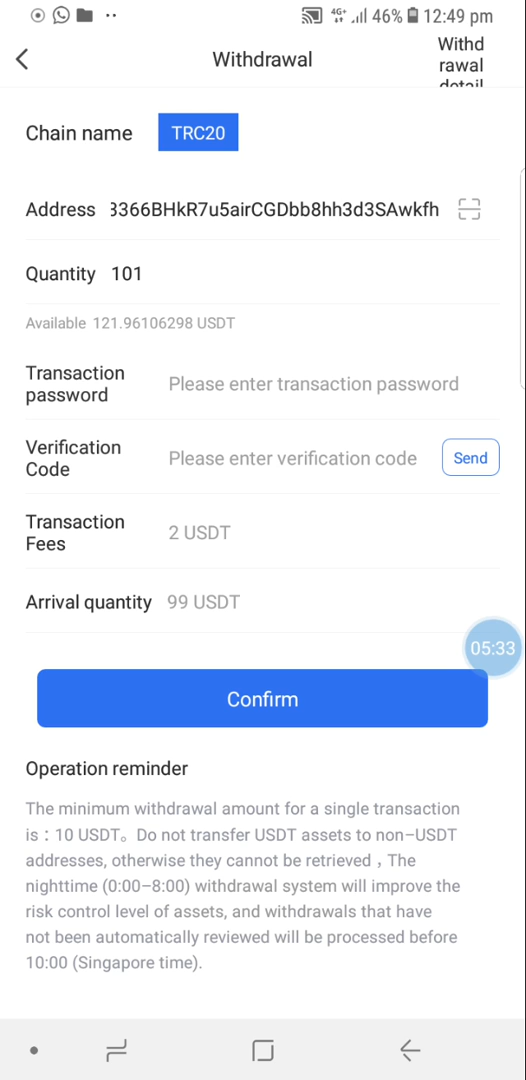 4G+ 46% 12:49 pm
Withdrawal
Withd
rawal
detail
Chain name TRC20
Address 3366BHkR7u5airCGDbb8hh3d3SAwkfh
Quantity 101
Available 121.96106298 USDT
Transaction
password
Please enter transaction password
Verification
Code
Please enter verification code
Send
Transaction
Fees
2 USDT
Arrival quantity 99 USDT
05:33
Confirm
Operation reminder
The minimum withdrawal amount for a single transaction
is：10 USDT。Do not transfer USDT assets to non-USDT
addresses, otherwise they cannot be retrieved，The
nighttime (0:00-8:00) withdrawal system will improve the
risk control level of assets, and withdrawals that have
not been automatically reviewed will be processed before
10:00 (Singapore time).